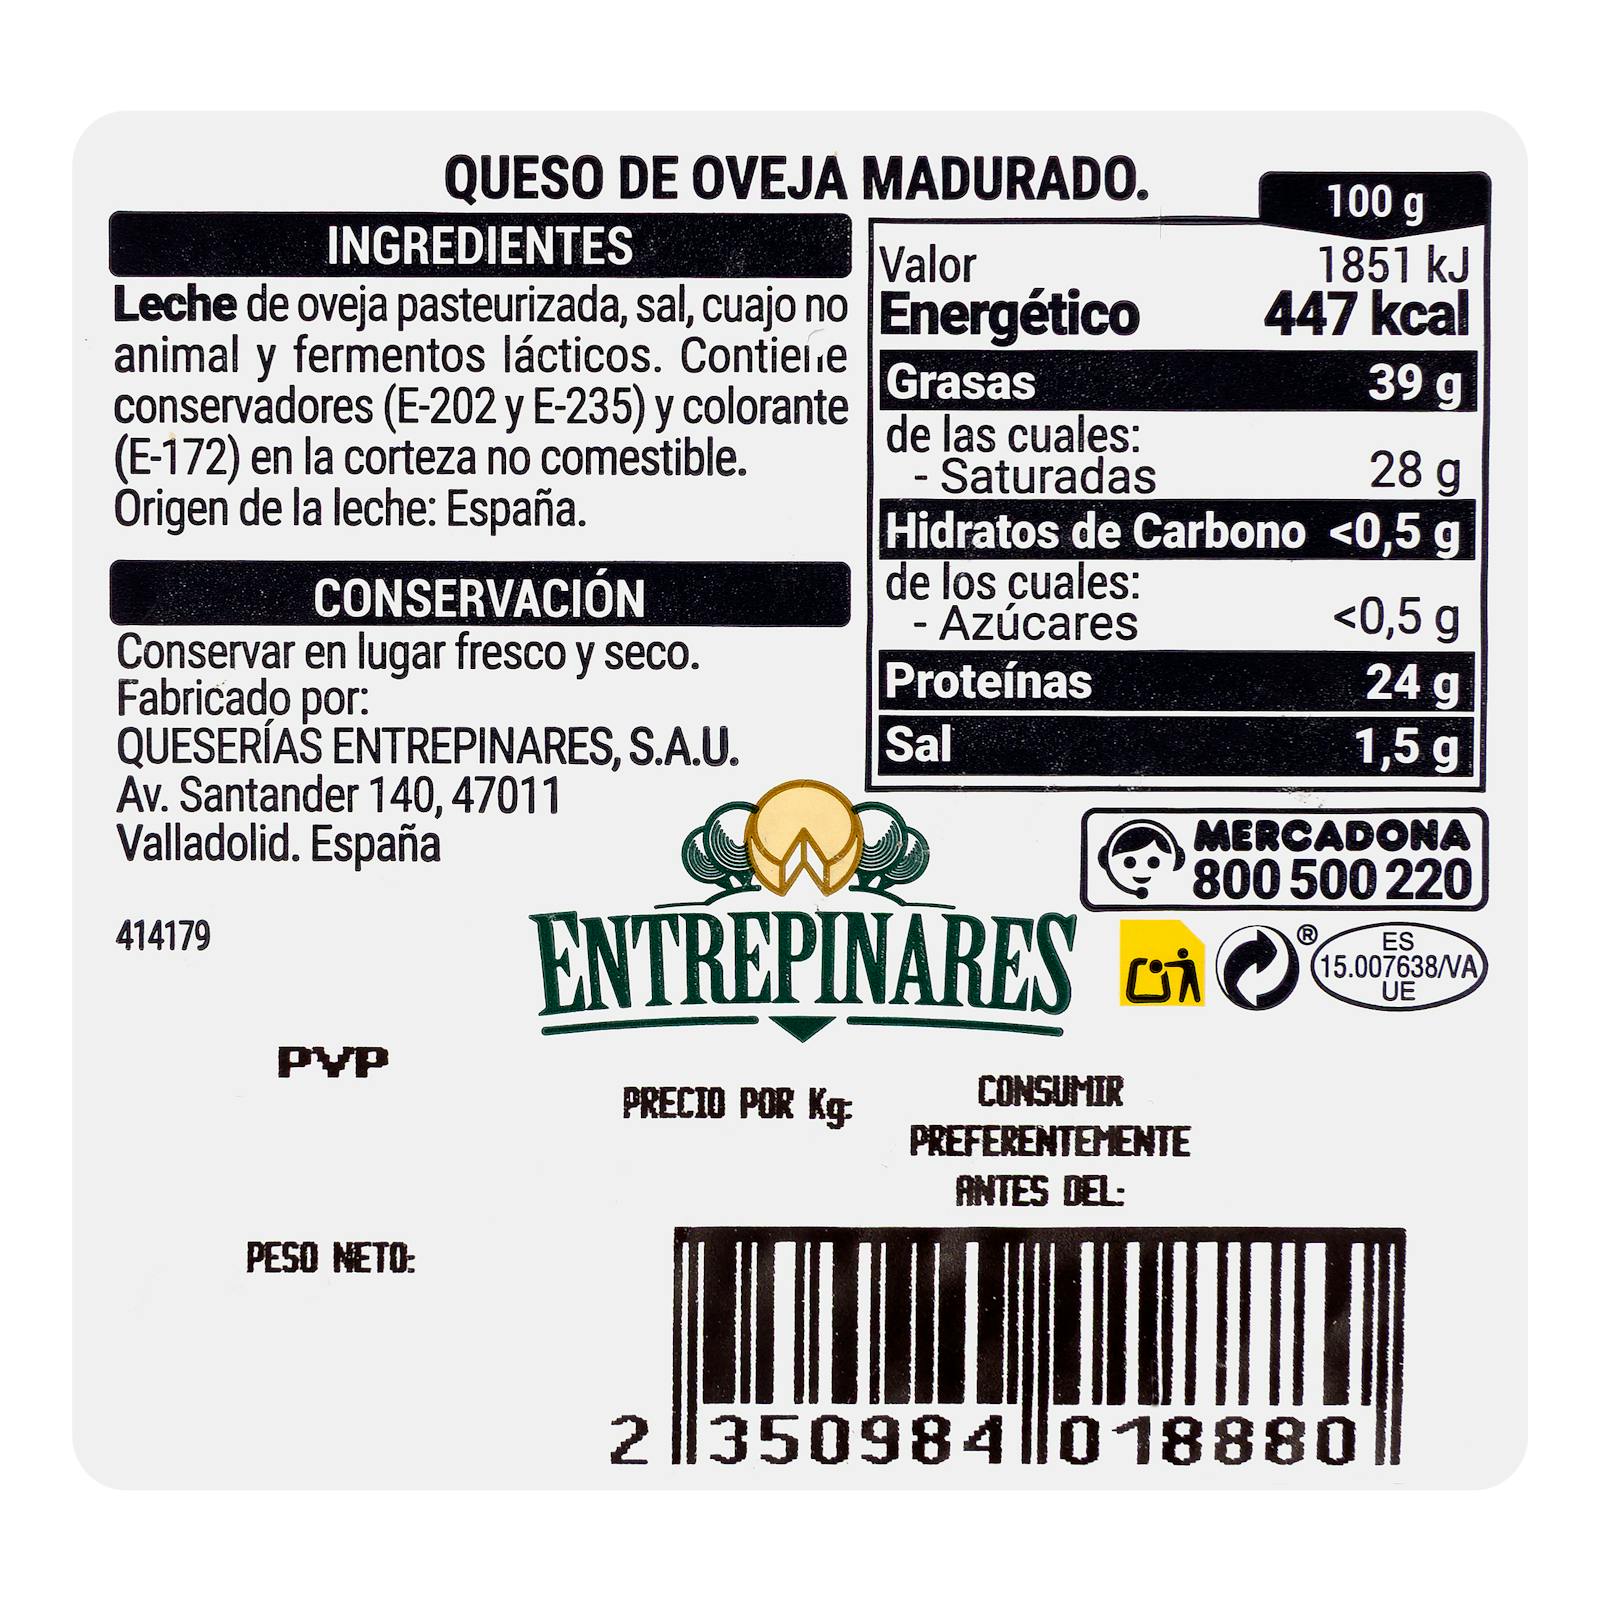 QUESO DE OVEJA MADURADO.
INGREDIENTES
Leche de oveja pasteurizada, sal, cuajo no
animal y fermentos lácticos. Contiene
conservadores (E-202 y E-235) y colorante
(E-172) en la corteza no comestible.
Origen de la leche: España.
CONSERVACIÓN
Conservar en lugar fresco y seco.
Fabricado por:
QUESERÍAS ENTREPINARES, S.A.U.
Av. Santander 140, 47011
Valladolid. España
414179
100 g
Valor 1851 kJ
Energético 447 kcal
Grasas 39 g
de las cuales:
- Saturadas 28 g
Hidratos de Carbono <0,5 g
de los cuales:
- Azúcares <0,5 g
Proteínas 24 g
Sal 1,5 g
MERCADONA
800 500 220
ENTREPINARES
®
ES
15.007638/VA
UE
PVP
PRECIO POR Kg:
CONSUMIR
PREFERENTEMENTE
ANTES DEL:
PESO NETO:
2 350984 018880